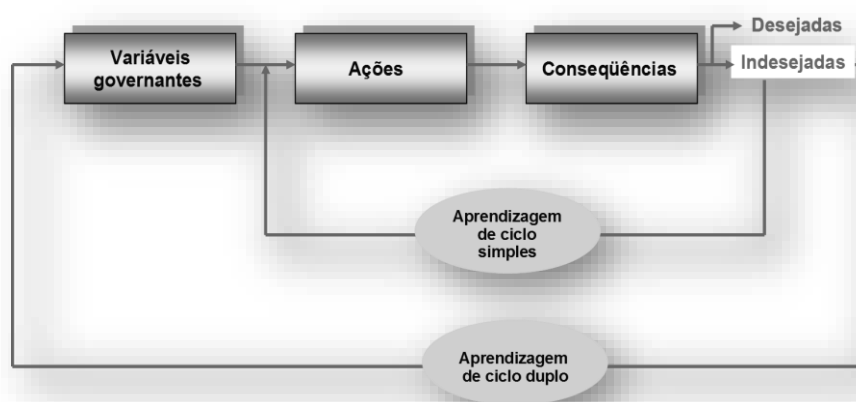 Variáveis
governantes
Ações
Conseqüências
Desejadas
Indesejadas
Aprendizagem
de ciclo
simples
Aprendizagem
de ciclo duplo